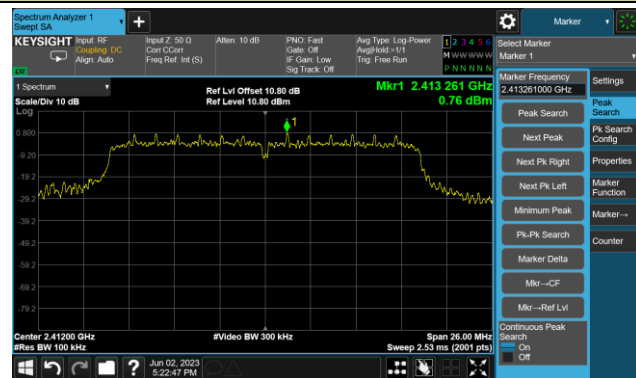 Spectrum Analyzer 1
Swept SA
Marker
KEYSIGHT
Input: RF
Coupling: DC
Align: Auto
Input Z: 50 Ω
Corr CCorr
Freq Ref: Int (S)
Atten: 10 dB
PNO: Fast
Gate: Off
IF Gain: Low
Sig Track: Off
Avg Type: Log-Power
Avg|Hold:>1/1
Trig: Free Run
1 2 3 4 5 6
M W W W W W
P N N N N N
Select Marker
Marker 1
1 Spectrum
Scale/Div 10 dB
Log
Ref Lvl Offset 10.80 dB
Ref Level 10.80 dBm
Mkr1 2.413 261 GHz
0.76 dBm
1
0.800
-9.20
-19.2
-29.2
-39.2
-49.2
-59.2
-69.2
-79.2
Center 2.41200 GHz
#Res BW 100 kHz
#Video BW 300 kHz
Span 26.00 MHz
Sweep 2.53 ms (2001 pts)
Marker Frequency
2.413261000 GHz
Peak Search
Next Peak
Next Pk Right
Next Pk Left
Minimum Peak
Pk-Pk Search
Marker Delta
Mkr→CF
Mkr→Ref Lvl
Continuous Peak
Search
On
Off
Settings
Peak
Search
Pk Search
Config
Properties
Marker
Function
Marker→
Counter
?
Jun 02, 2023
5:22:47 PM